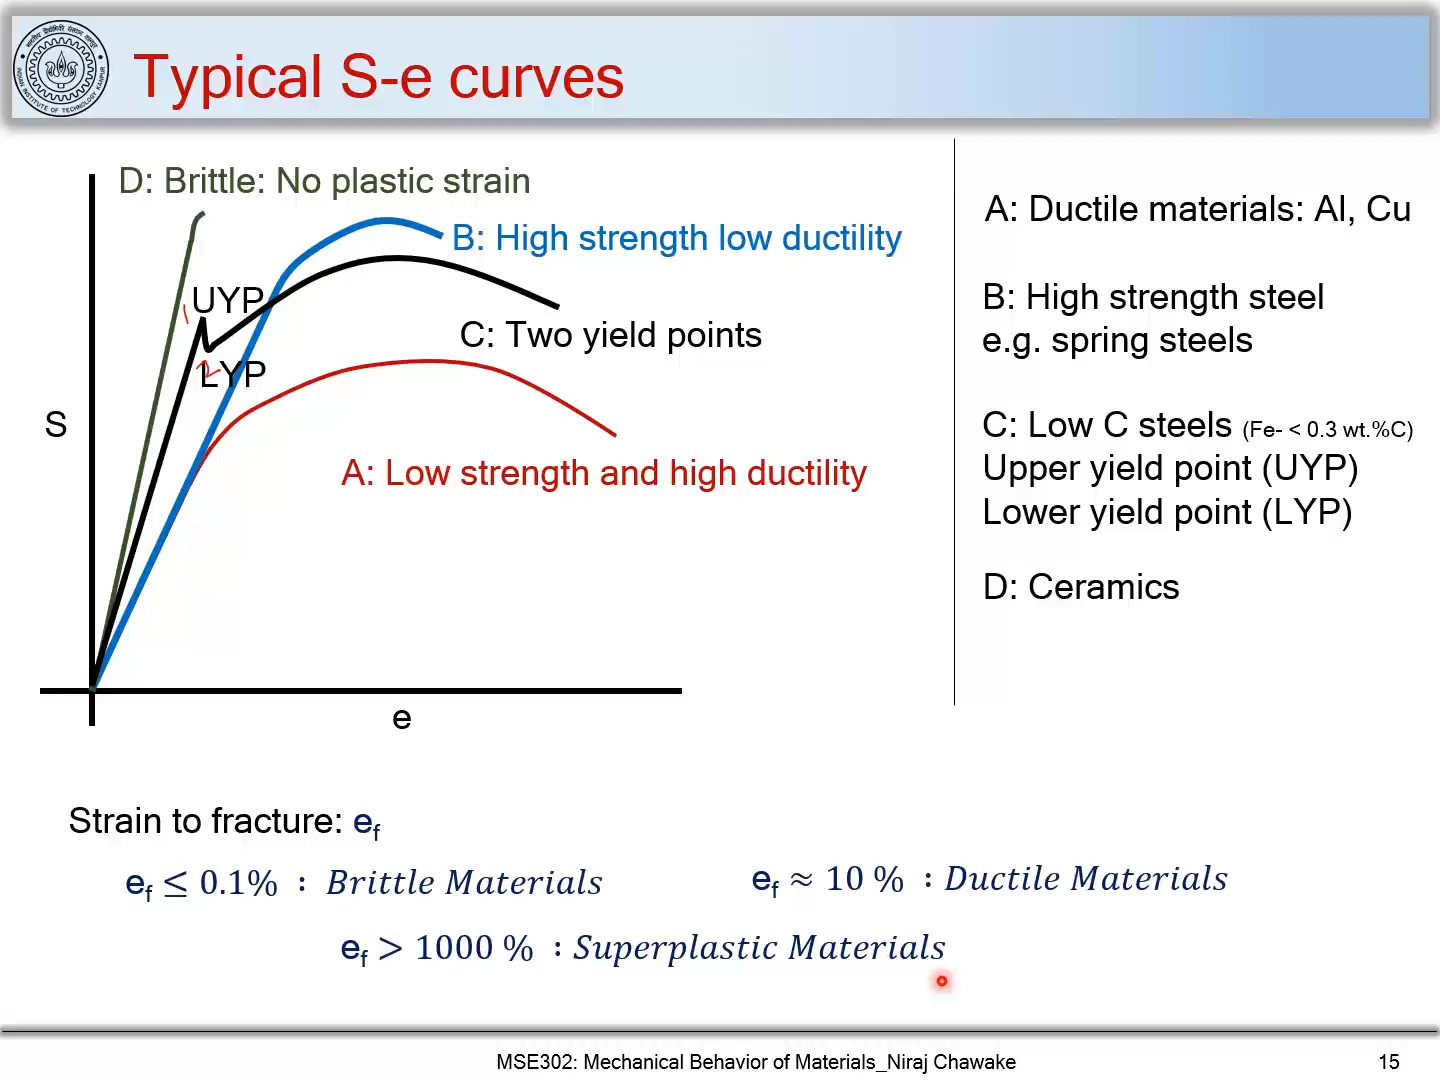 Typical S-e curves
D: Brittle: No plastic strain
B: High strength low ductility
UYP
1
C: Two yield points
2
LYP
S
A: Low strength and high ductility
e
A: Ductile materials: Al, Cu
B: High strength steel
e.g. spring steels
C: Low C steels (Fe- < 0.3 wt.%C)
Upper yield point (UYP)
Lower yield point (LYP)
D: Ceramics
Strain to fracture: ef
ef ≤ 0.1% : Brittle Materials
ef ≈ 10 % : Ductile Materials
ef > 1000 % : Superplastic Materials
MSE302: Mechanical Behavior of Materials_Niraj Chawake
15